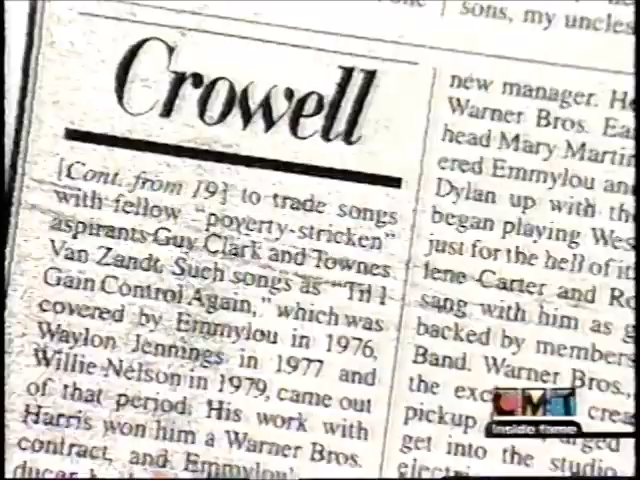 sons, my uncles
Crowell
[Cont. from 19] to trade songs
with fellow "poverty-stricken"
aspirants Guy Clark and Townes
Van Zandt. Such songs as "Til I
Gain Control Again," which was
covered by Emmylou in 1976,
Waylon Jennings in 1977 and
Willie Nelson in 1979, came out
of that period. His work with
Harris won him a Warner Bros.
contract, and Emmylou's
new manager. He
Warner Bros. Ea
head Mary Martin
ered Emmylou and
Dylan up with th
began playing Wes
just for the hell of it
lene Carter and Ro
sang with him as g
backed by members
Band. Warner Bros.,
the exc crea
pickup arged
get into the studio
CMT